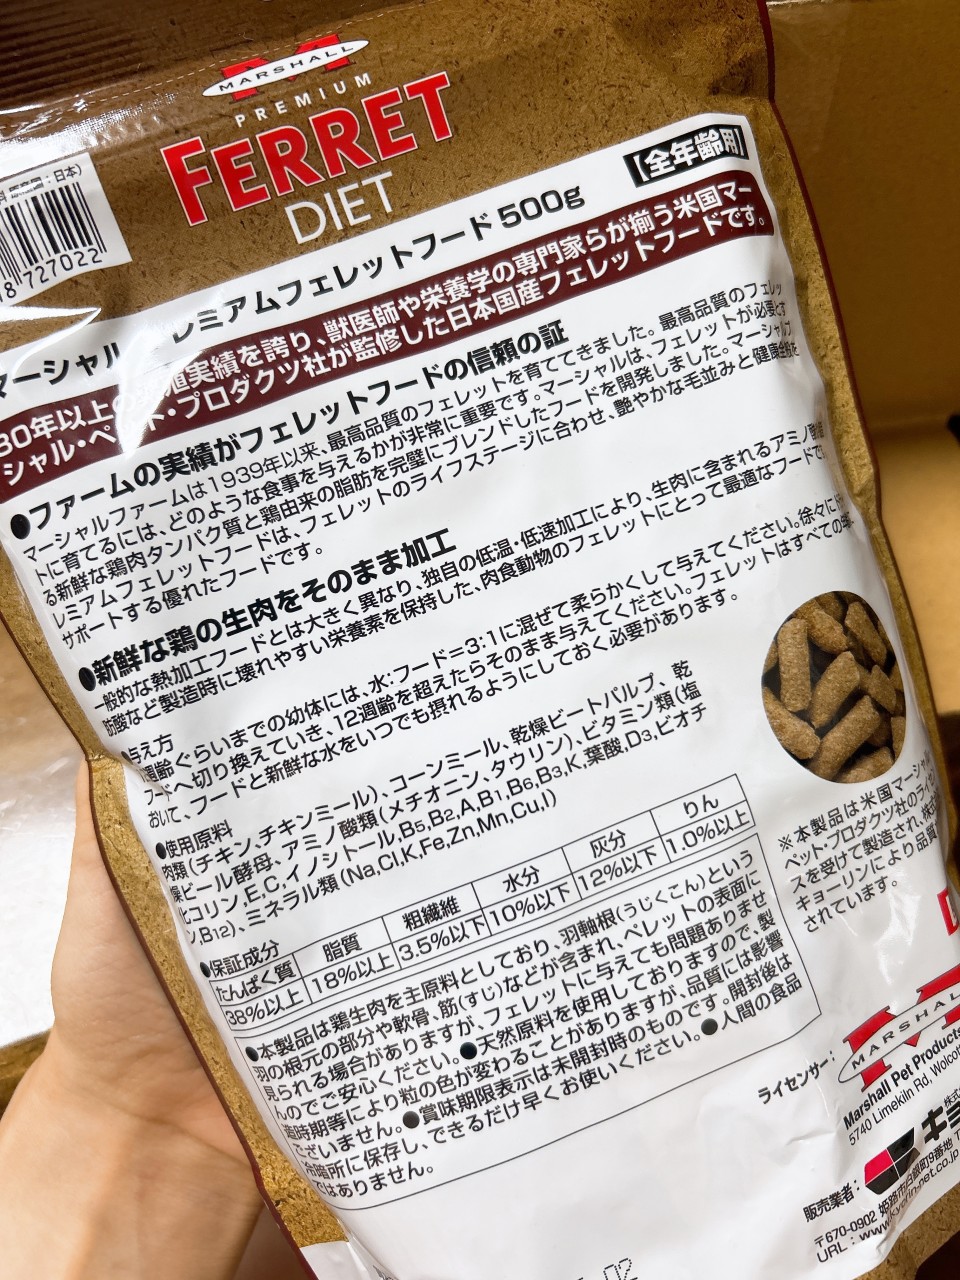 MARSHALL
PREMIUM
FERRET
DIET
:日本)
727022
【全年齢用】
マーシャル レミアムフェレットフード 500g
年以上の 実績を誇り、獣医師や栄養学の専門家らが揃う米国マー
シャル・ペット・プロダクツ社が監修した日本国産フェレットフードです。
●ファームの実績がフェレットフードの信頼の証
マーシャルファームは1939年以来、最高品質のフェレットを育ててきました。最高品質のフェレッ
トに育てるには、どのような食事を与えるかが非常に重要です。マーシャルは、フェレットが必要とす
る新鮮な鶏肉タンパク質と鶏由来の脂肪を完璧にブレンドしたフードを開発しました。マーシャルプ
レミアムフェレットフードは、フェレットのライフステージに合わせ、艶やかな毛並みと健康全般を
サポートする優れたフードです。
●新鮮な鶏の生肉をそのまま加工
一般的な熱加工フードとは大きく異なり、独自の低温・低速加工により、生肉に含まれるアミノ酸
肪酸など製造時に壊れやすい栄養素を保持した、肉食動物のフェレットにとって最適なフードで
与え方
週齢ぐらいまでの幼体には、水:フード=3:1に混ぜて柔らかくして与えてください。徐々に
フードへ切り換えていき、12週齢を超えたらそのまま与えてください。フェレットはすべての
おいて、フードと新鮮な水をいつでも摂れるようにしておく必要があります。
●使用原料
肉類(チキン、チキンミール)、コーンミール、乾燥ビートパルプ、乾
燥ビール酵母、アミノ酸類(メチオニン、タウリン)、ビタミン類(塩
化コリン,E,C,イノシトール,B5,B2,A,B1,B6,B3,K,葉酸,D3,ビオチ
ン,B12)、ミネラル類(Na,Cl,K,Fe,Zn,Mn,Cu,I)
●保証成分
たんぱく質 脂質 粗繊維 水分 灰分 りん
38%以上 18%以上 3.5%以下 10%以下 12%以下 1.0%以上
●本製品は鶏生肉を主原料としており、羽軸根(うじくこん)という
羽の根元の部分や軟骨、筋(すじ)などが含まれ、ペレットの表面に
見られる場合がありますが、フェレットに与えても問題ありませ
んのでご安心ください。●天然原料を使用しておりますので、製
造時期等により粒の色が変わることがありますが、品質には影響
ございません。●賞味期限表示は未開封時のものです。開封後は
冷暗所に保存し、できるだけ早くお使いください。●人間の食品
ではありません。
※本製品は米国マーシャル
ペット・プロダクツ社のライセン
スを受けて製造され、株式
キョーリンにより品質
されています。
ライセンサー:
MARSHALL
Marshall Pet Products
5740 Limekiln Rd, Wolcott
販売業者:
株式
キョ
〒670-0902 姫路市白銀町9番地
URL:www.kyorin-pet.co.jp
02